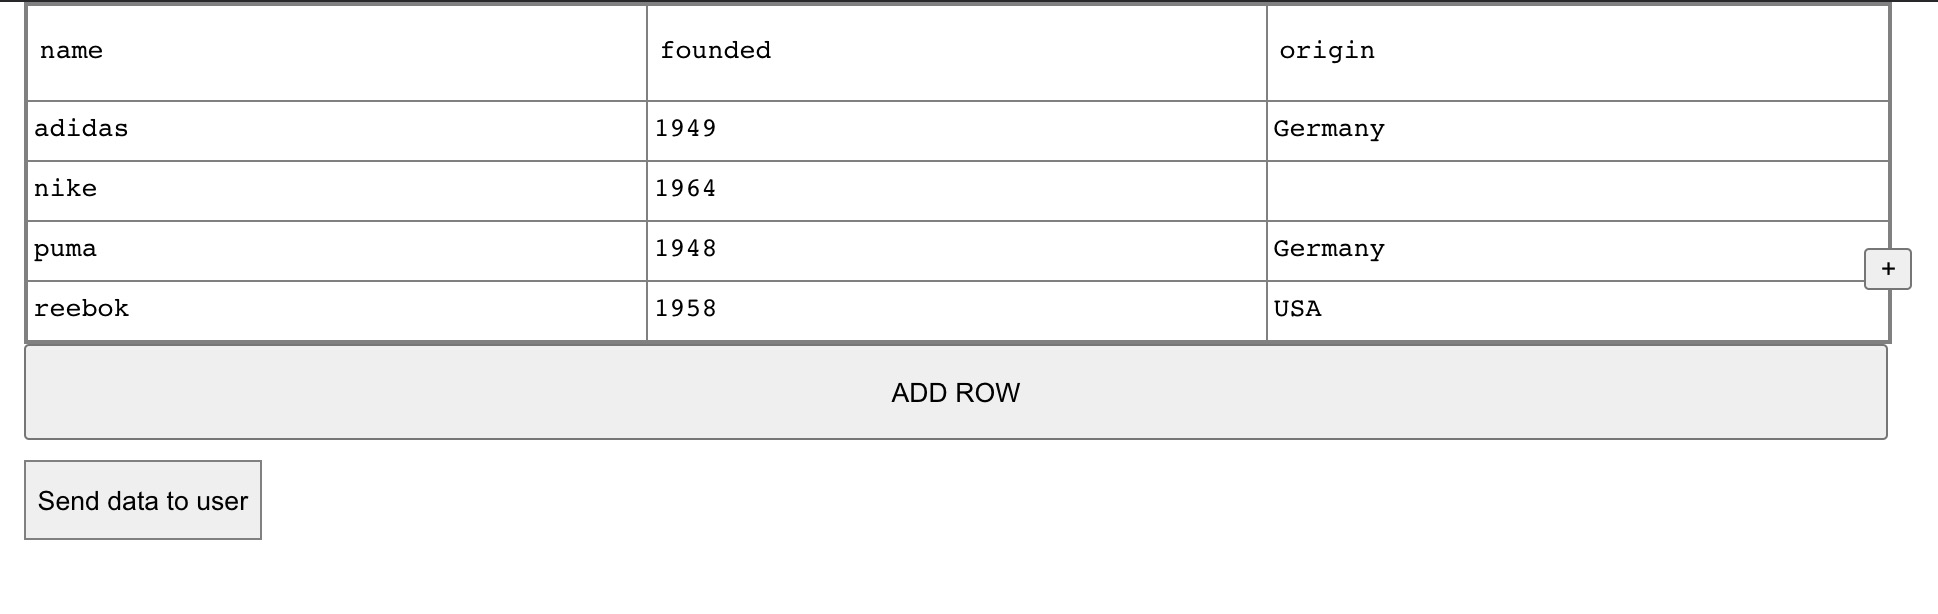 name founded origin
adidas 1949 Germany
nike 1964
puma 1948 Germany
+
reebok 1958 USA
ADD ROW
Send data to user